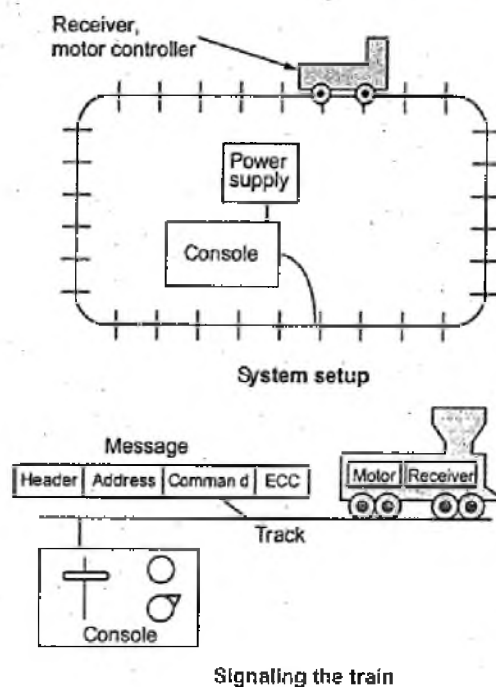 Receiver,
motor controller
Power
supply
Console
System setup
Message
Header Address Command ECC
Motor Receiver
Track
Console
Signaling the train